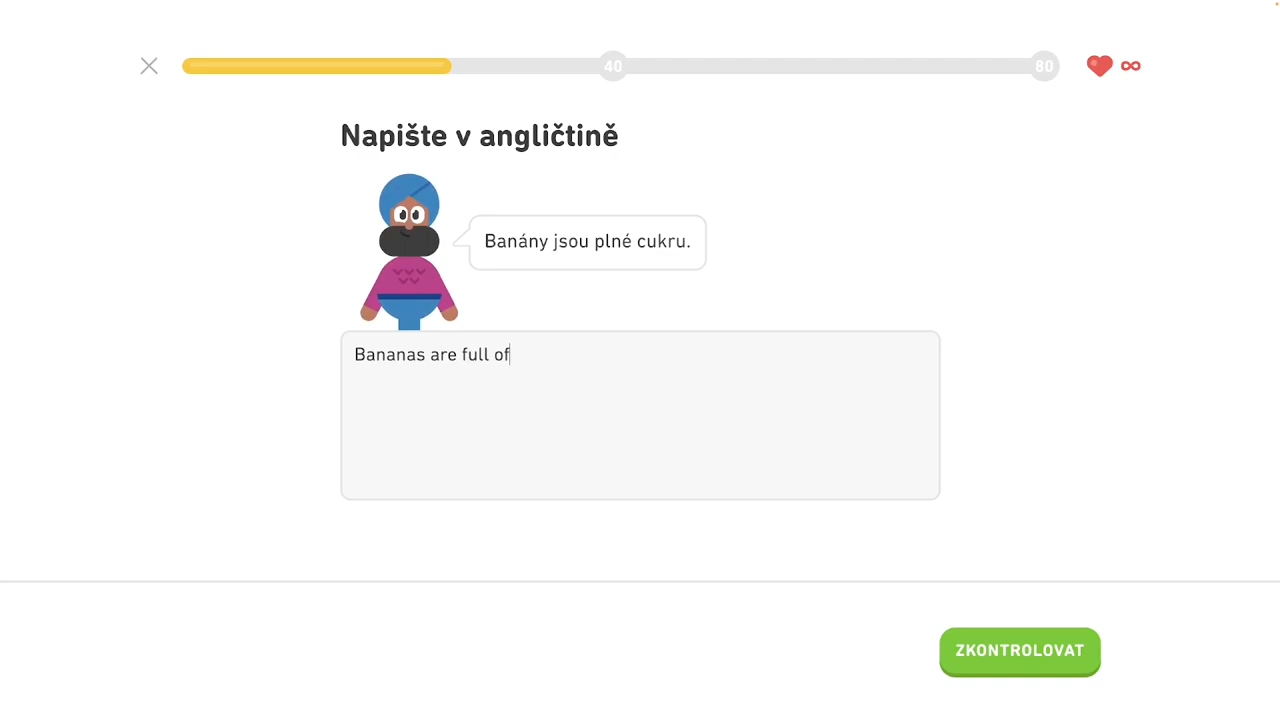 40
80
∞
Napište v angličtině
Banány jsou plné cukru.
Bananas are full of
ZKONTROLOVAT